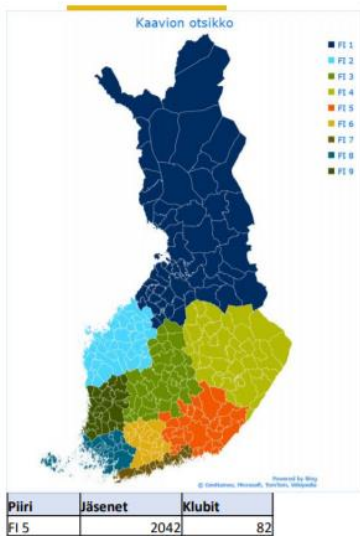 Kaavion otsikko
FI 1
FI 2
FI 3
FI 4
FI 5
FI 6
FI 7
FI 8
FI 9
Powered by Bing
© GeoNames, Microsoft, TomTom, Wikipedia
Piiri Jäsenet Klubit
FI 5 2042 82